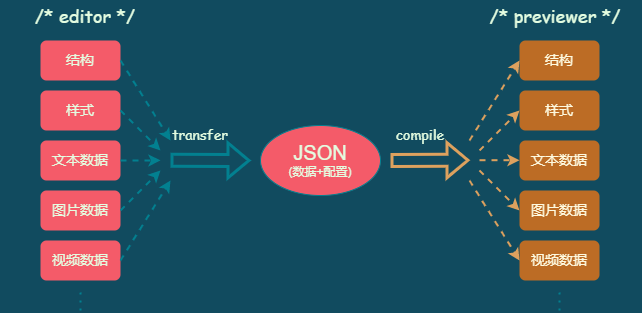 /* editor */
/* previewer */
结构
样式
文本数据
图片数据
视频数据
transfer
JSON
(数据+配置)
compile
结构
样式
文本数据
图片数据
视频数据